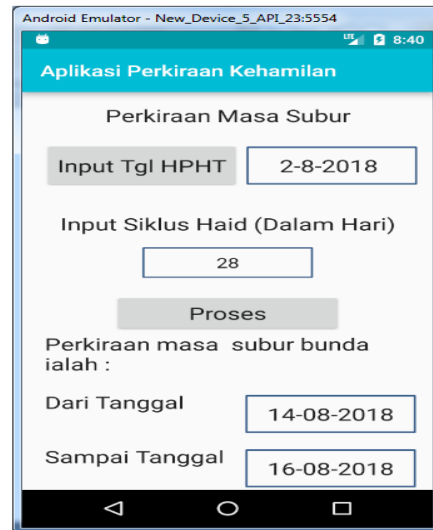 Android Emulator - New_Device_5_API_23:5554
LTE 8:40
Aplikasi Perkiraan Kehamilan
Perkiraan Masa Subur
Input Tgl HPHT 2-8-2018
Input Siklus Haid (Dalam Hari)
28
Proses
Perkiraan masa subur bunda
ialah :
Dari Tanggal 14-08-2018
Sampai Tanggal 16-08-2018